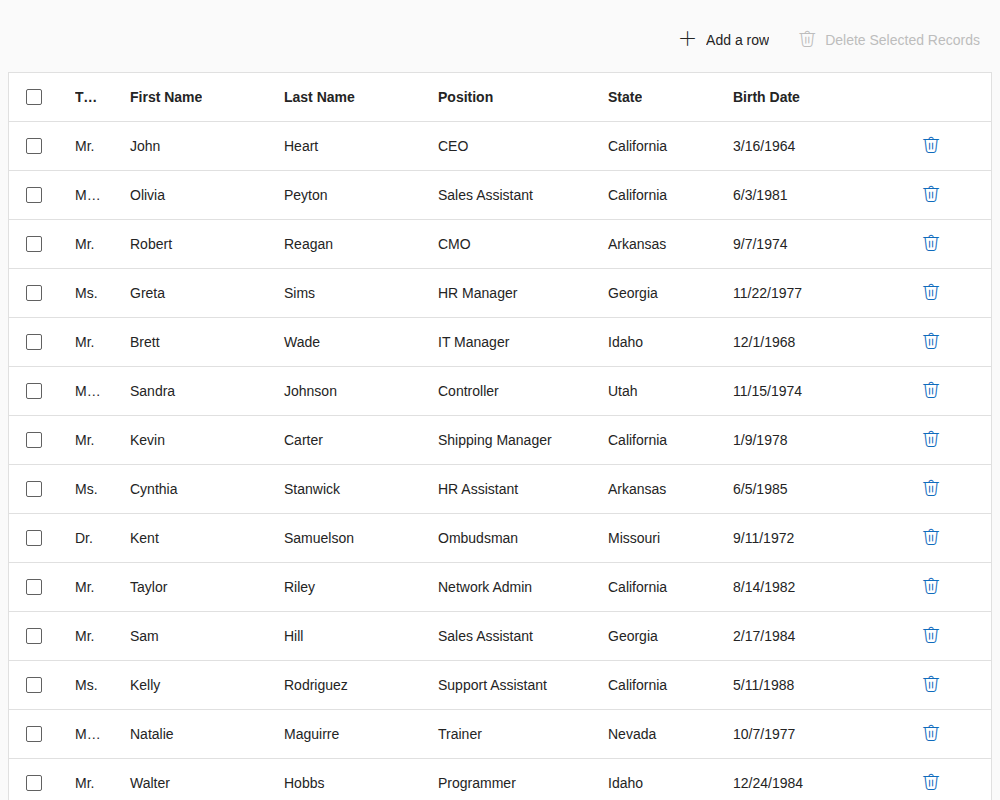 Add a row Delete Selected Records
T... First Name Last Name Position State Birth Date
Mr. John Heart CEO California 3/16/1964
M... Olivia Peyton Sales Assistant California 6/3/1981
Mr. Robert Reagan CMO Arkansas 9/7/1974
Ms. Greta Sims HR Manager Georgia 11/22/1977
Mr. Brett Wade IT Manager Idaho 12/1/1968
M... Sandra Johnson Controller Utah 11/15/1974
Mr. Kevin Carter Shipping Manager California 1/9/1978
Ms. Cynthia Stanwick HR Assistant Arkansas 6/5/1985
Dr. Kent Samuelson Ombudsman Missouri 9/11/1972
Mr. Taylor Riley Network Admin California 8/14/1982
Mr. Sam Hill Sales Assistant Georgia 2/17/1984
Ms. Kelly Rodriguez Support Assistant California 5/11/1988
M... Natalie Maguirre Trainer Nevada 10/7/1977
Mr. Walter Hobbs Programmer Idaho 12/24/1984